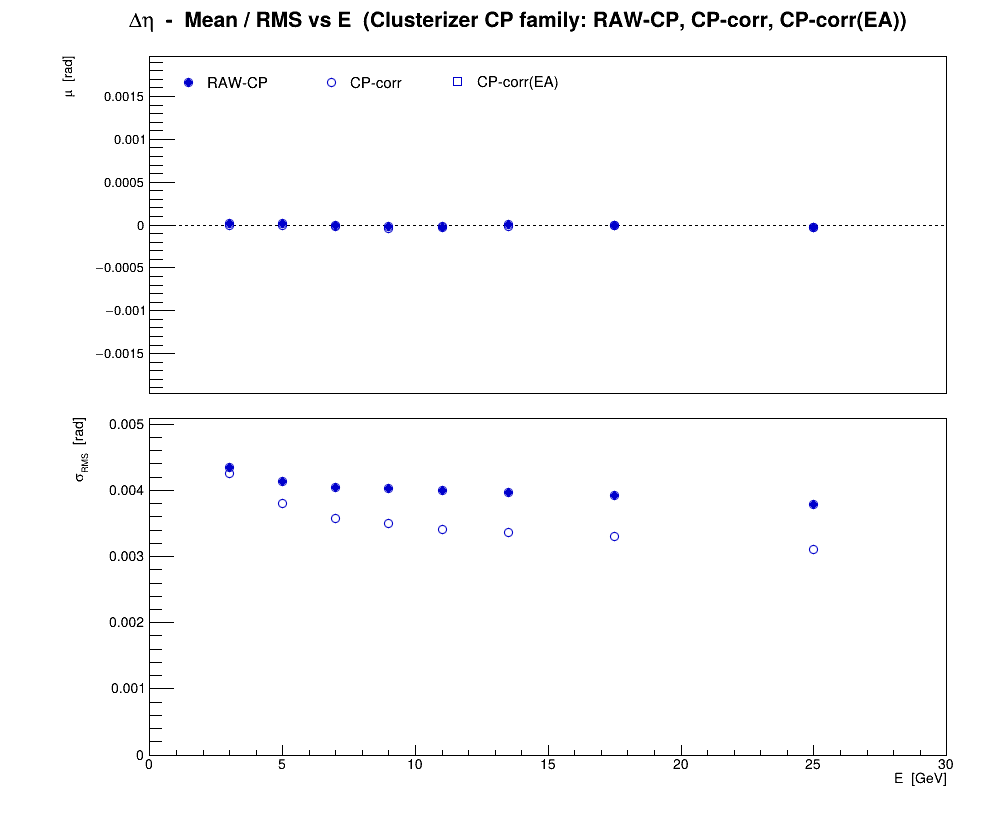 Δη - Mean / RMS vs E (Clusterizer CP family: RAW-CP, CP-corr, CP-corr(EA))
μ [rad]
RAW-CP CP-corr CP-corr(EA)
0.0015
0.001
0.0005
0
−0.0005
−0.001
−0.0015
σRMS [rad]
0.005
0.004
0.003
0.002
0.001
0
0 5 10 15 20 25 30
E [GeV]